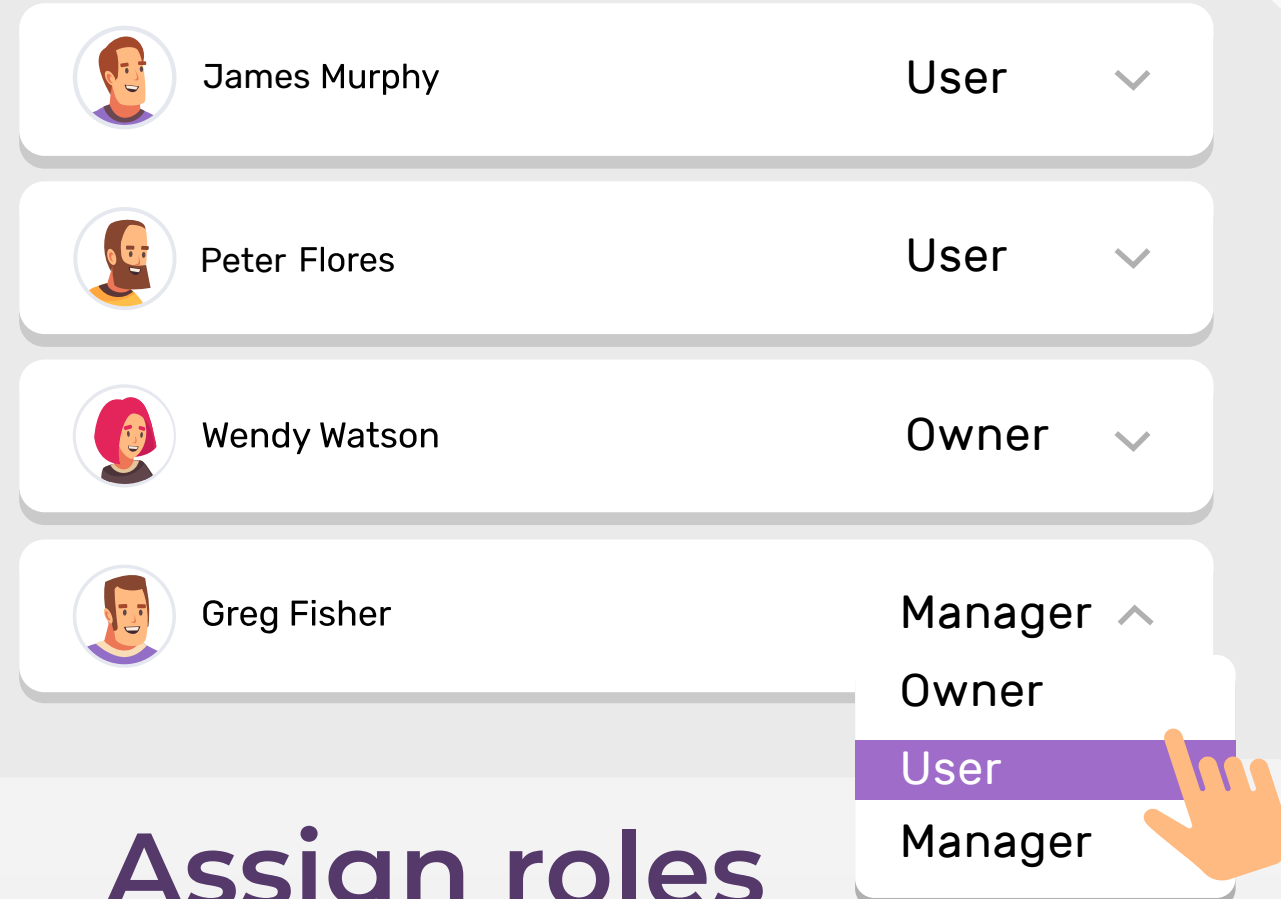 James Murphy User
Peter Flores User
Wendy Watson Owner
Greg Fisher Manager
Owner
User
Manager
Assign roles